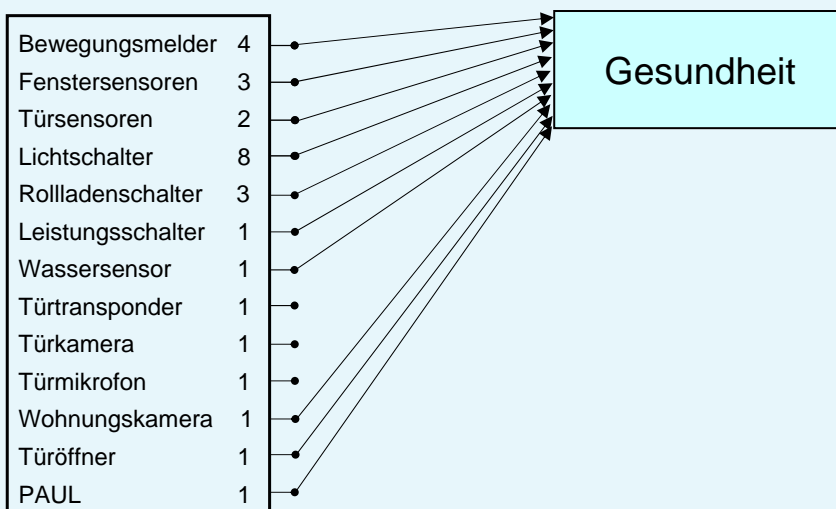 Bewegungsmelder 4
Fenstersensoren 3
Türsensoren 2
Lichtschalter 8
Rollladenschalter 3
Leistungsschalter 1
Wassersensor 1
Türtransponder 1
Türkamera 1
Türmikrofon 1
Wohnungskamera 1
Türöffner 1
PAUL 1
Gesundheit